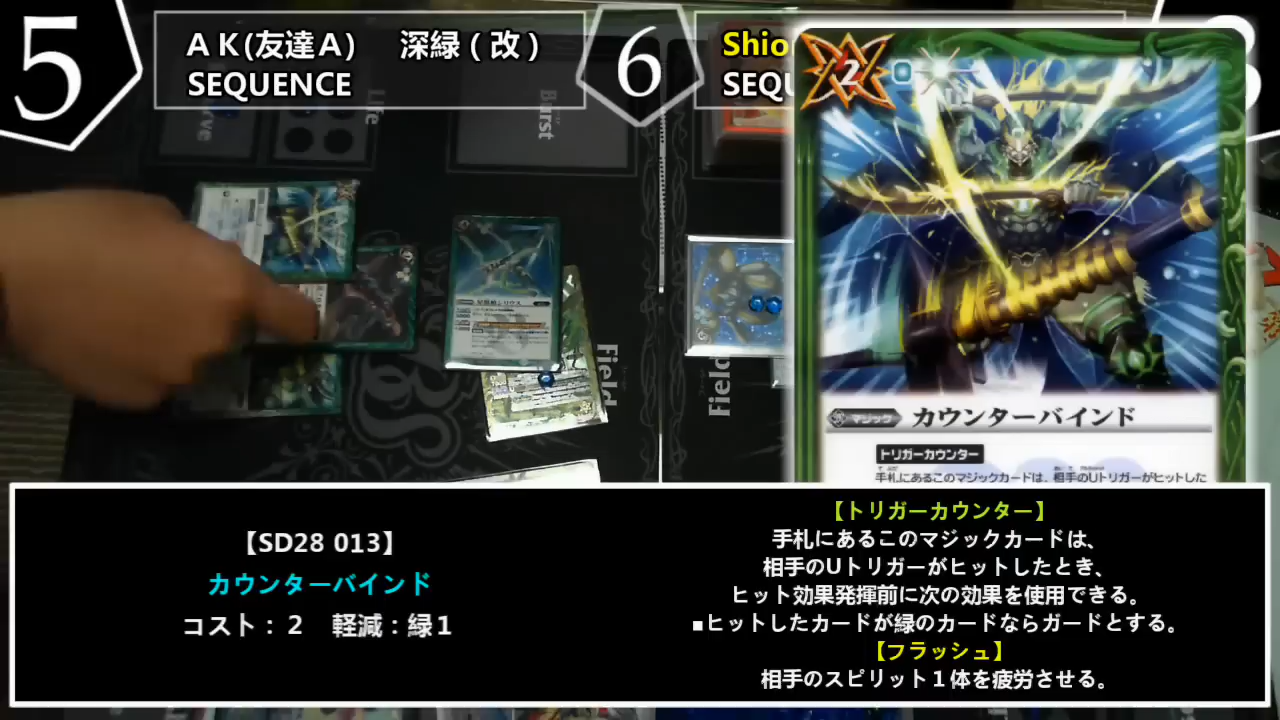 5
ＡＫ(友達Ａ)　深緑（改）
SEQUENCE
6
Shio
SEQU
Life
Burst
Field
Field
2
マジック
カウンターバインド
トリガーカウンター
手札にあるこのマジックカードは、相手のUトリガーがヒットした
【SD28 013】
カウンターバインド
コスト：２　軽減：緑１
【トリガーカウンター】
手札にあるこのマジックカードは、
相手のUトリガーがヒットしたとき、
ヒット効果発揮前に次の効果を使用できる。
■ヒットしたカードが緑のカードならガードとする。
【フラッシュ】
相手のスピリット１体を疲労させる。